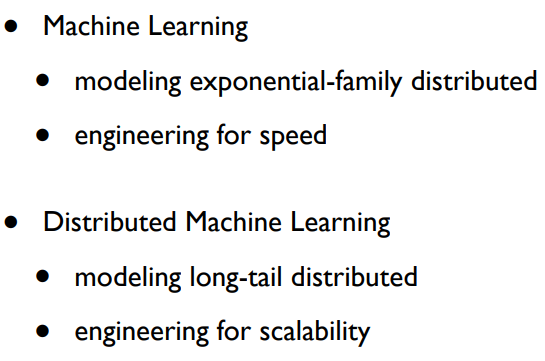 • Machine Learning
• modeling exponential-family distributed
• engineering for speed
• Distributed Machine Learning
• modeling long-tail distributed
• engineering for scalability